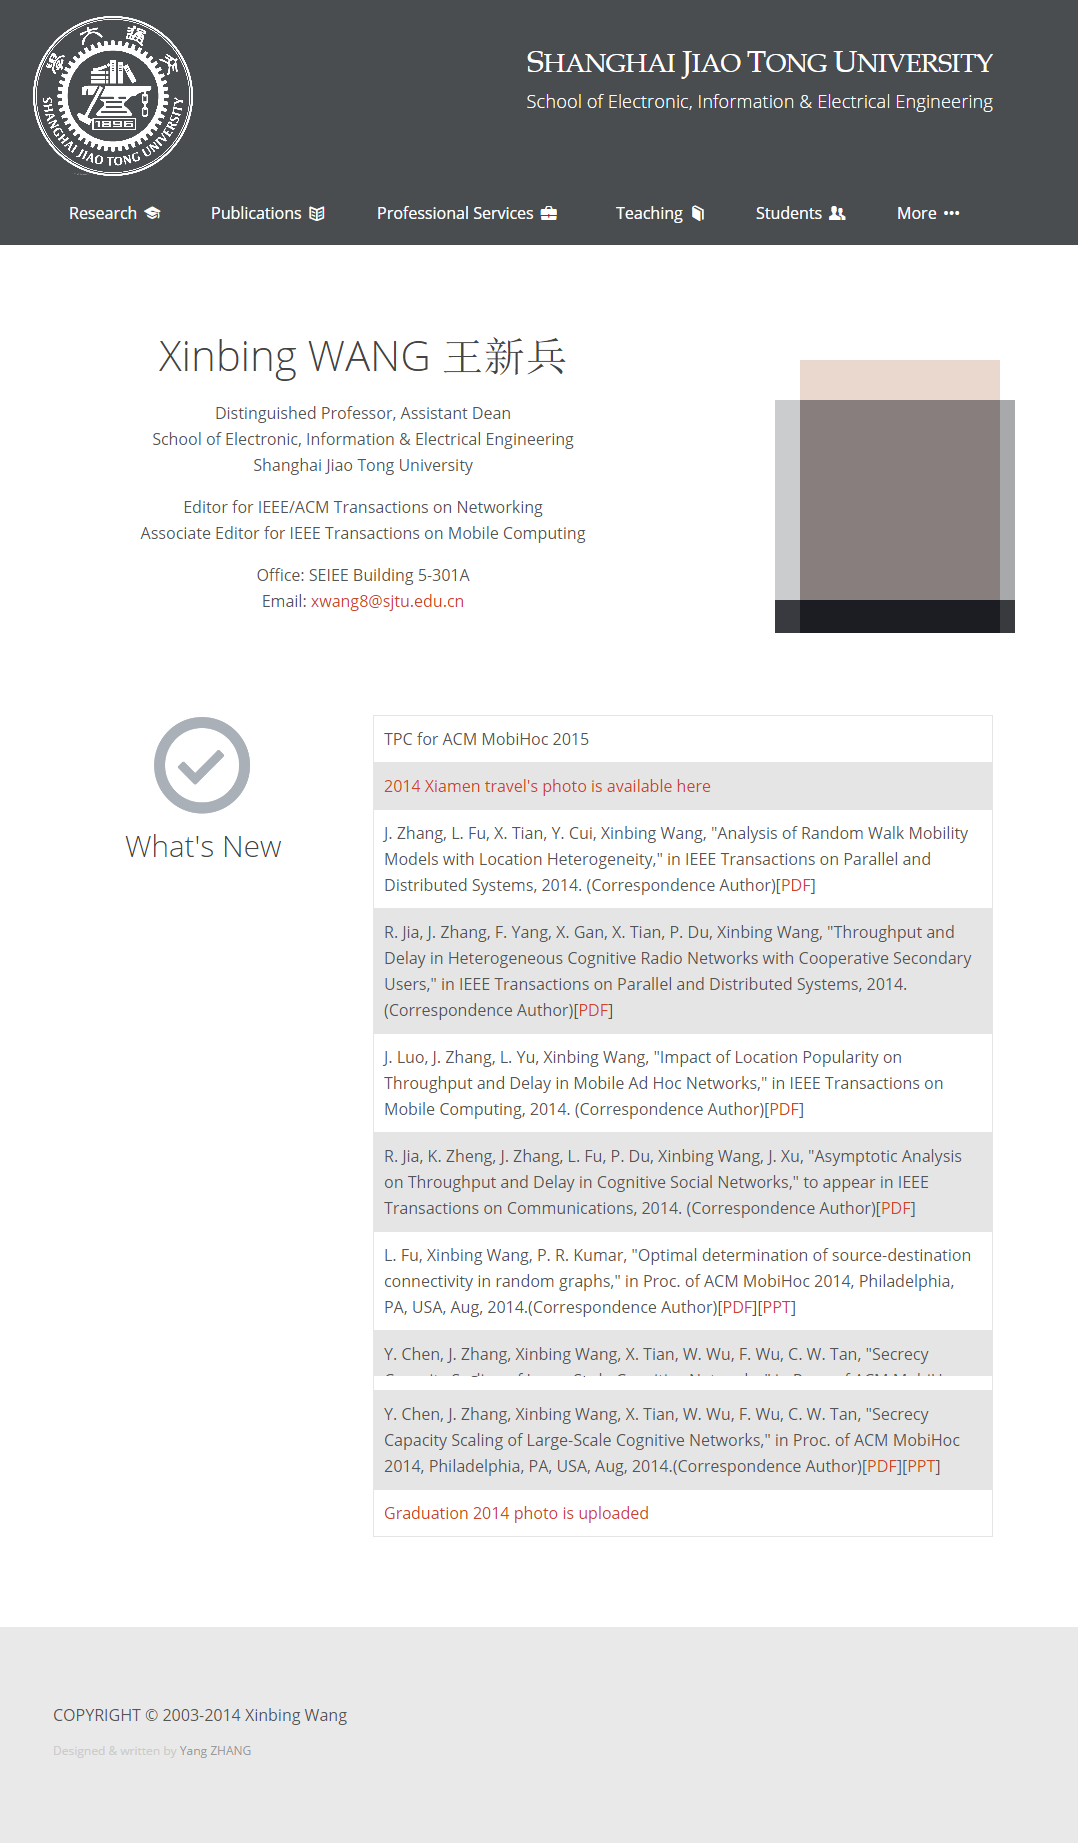 學 大 通 交
SHANGHAI JIAO TONG UNIVERSITY
1896
SHANGHAI JIAO TONG UNIVERSITY
School of Electronic, Information & Electrical Engineering
Research
Publications
Professional Services
Teaching
Students
More
Xinbing WANG 王新兵
Distinguished Professor, Assistant Dean
School of Electronic, Information & Electrical Engineering
Shanghai Jiao Tong University
Editor for IEEE/ACM Transactions on Networking
Associate Editor for IEEE Transactions on Mobile Computing
Office: SEIEE Building 5-301A
Email: xwang8@sjtu.edu.cn
What's New
TPC for ACM MobiHoc 2015
2014 Xiamen travel's photo is available here
J. Zhang, L. Fu, X. Tian, Y. Cui, Xinbing Wang, "Analysis of Random Walk Mobility
Models with Location Heterogeneity," in IEEE Transactions on Parallel and
Distributed Systems, 2014. (Correspondence Author)[PDF]
R. Jia, J. Zhang, F. Yang, X. Gan, X. Tian, P. Du, Xinbing Wang, "Throughput and
Delay in Heterogeneous Cognitive Radio Networks with Cooperative Secondary
Users," in IEEE Transactions on Parallel and Distributed Systems, 2014.
(Correspondence Author)[PDF]
J. Luo, J. Zhang, L. Yu, Xinbing Wang, "Impact of Location Popularity on
Throughput and Delay in Mobile Ad Hoc Networks," in IEEE Transactions on
Mobile Computing, 2014. (Correspondence Author)[PDF]
R. Jia, K. Zheng, J. Zhang, L. Fu, P. Du, Xinbing Wang, J. Xu, "Asymptotic Analysis
on Throughput and Delay in Cognitive Social Networks," to appear in IEEE
Transactions on Communications, 2014. (Correspondence Author)[PDF]
L. Fu, Xinbing Wang, P. R. Kumar, "Optimal determination of source-destination
connectivity in random graphs," in Proc. of ACM MobiHoc 2014, Philadelphia,
PA, USA, Aug, 2014.(Correspondence Author)[PDF][PPT]
Y. Chen, J. Zhang, Xinbing Wang, X. Tian, W. Wu, F. Wu, C. W. Tan, "Secrecy
Y. Chen, J. Zhang, Xinbing Wang, X. Tian, W. Wu, F. Wu, C. W. Tan, "Secrecy
Capacity Scaling of Large-Scale Cognitive Networks," in Proc. of ACM MobiHoc
2014, Philadelphia, PA, USA, Aug, 2014.(Correspondence Author)[PDF][PPT]
Graduation 2014 photo is uploaded
COPYRIGHT © 2003-2014 Xinbing Wang
Designed & written by Yang ZHANG